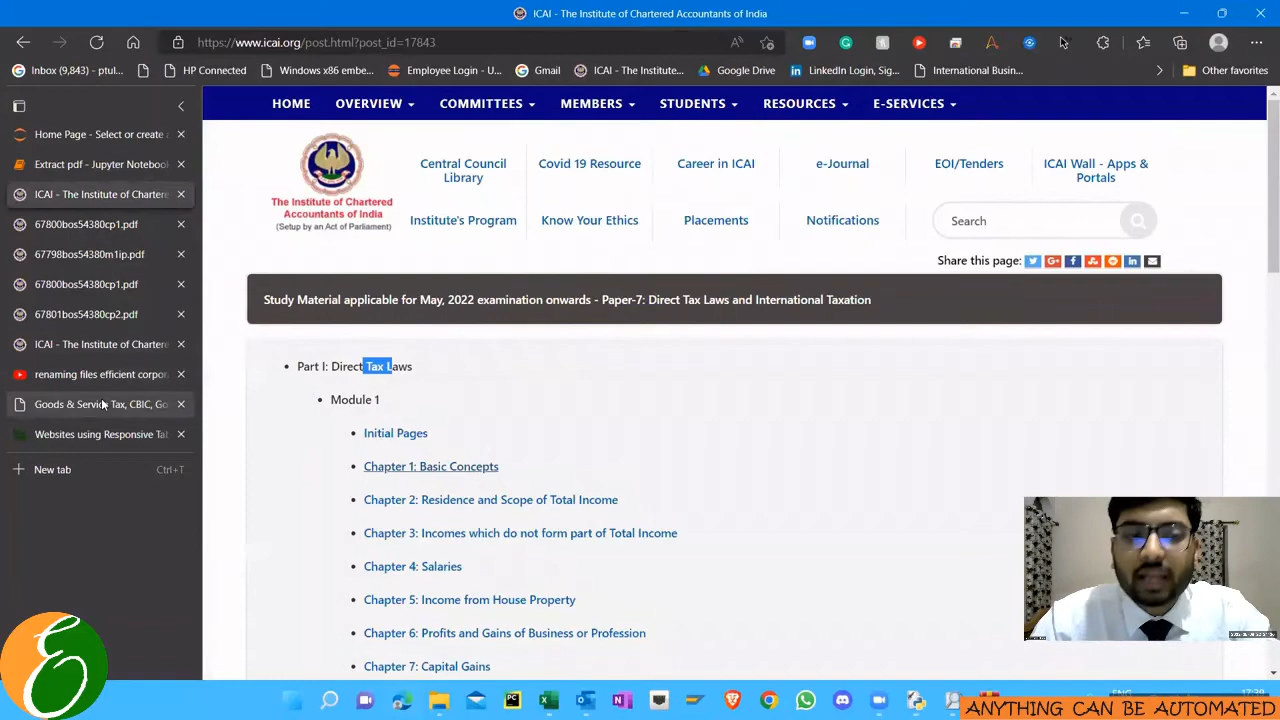 ICAI - The Institute of Chartered Accountants of India
https://www.icai.org/post.html?post_id=17843
Inbox (9,843) - ptul...
HP Connected
Windows x86 embe...
Employee Login - U...
Gmail
ICAI - The Institute...
Google Drive
LinkedIn Login, Sig...
International Busin...
Other favorites
Home Page - Select or create
Extract pdf - Jupyter Noteboo
ICAI - The Institute of Chartere
67800bos54380cp1.pdf
67798bos54380m1ip.pdf
67800bos54380cp1.pdf
67801bos54380cp2.pdf
ICAI - The Institute of Chartere
renaming files efficient corpor
Goods & Service Tax, CBIC, Go
Websites using Responsive Tal
New tab
Ctrl+T
HOME
OVERVIEW
COMMITTEES
MEMBERS
STUDENTS
RESOURCES
E-SERVICES
The Institute of Chartered
Accountants of India
(Setup by an Act of Parliament)
Central Council
Library
Covid 19 Resource
Career in ICAI
e-Journal
EOI/Tenders
ICAI Wall - Apps &
Portals
Institute's Program
Know Your Ethics
Placements
Notifications
Search
Share this page:
Study Material applicable for May, 2022 examination onwards - Paper-7: Direct Tax Laws and International Taxation
• Part I: Direct Tax Laws
• Module 1
• Initial Pages
• Chapter 1: Basic Concepts
• Chapter 2: Residence and Scope of Total Income
• Chapter 3: Incomes which do not form part of Total Income
• Chapter 4: Salaries
• Chapter 5: Income from House Property
• Chapter 6: Profits and Gains of Business or Profession
• Chapter 7: Capital Gains
ENG
17:39
ANYTHING CAN BE AUTOMATED